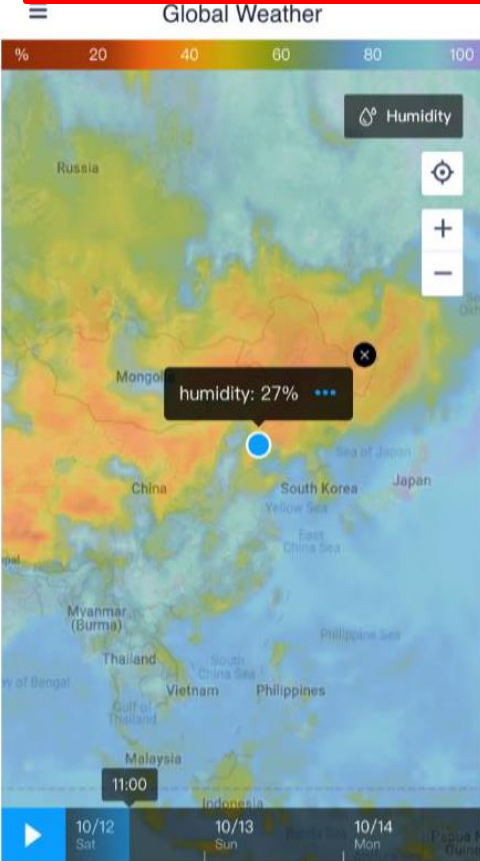 Global Weather
% 20 40 60 80 100
Humidity
Russia
+
−
Mongol
humidity: 27% •••
Sea of Japan
China
South Korea
Japan
Yellow Sea
East
China Sea
Myanmar
(Burma)
Philippine Sea
Thailand
South
China Sea
Vietnam
Philippines
Gulf of
Thailand
Malaysia
11:00
Indonesia
10/12
Sat
10/13
Sun
10/14
Mon